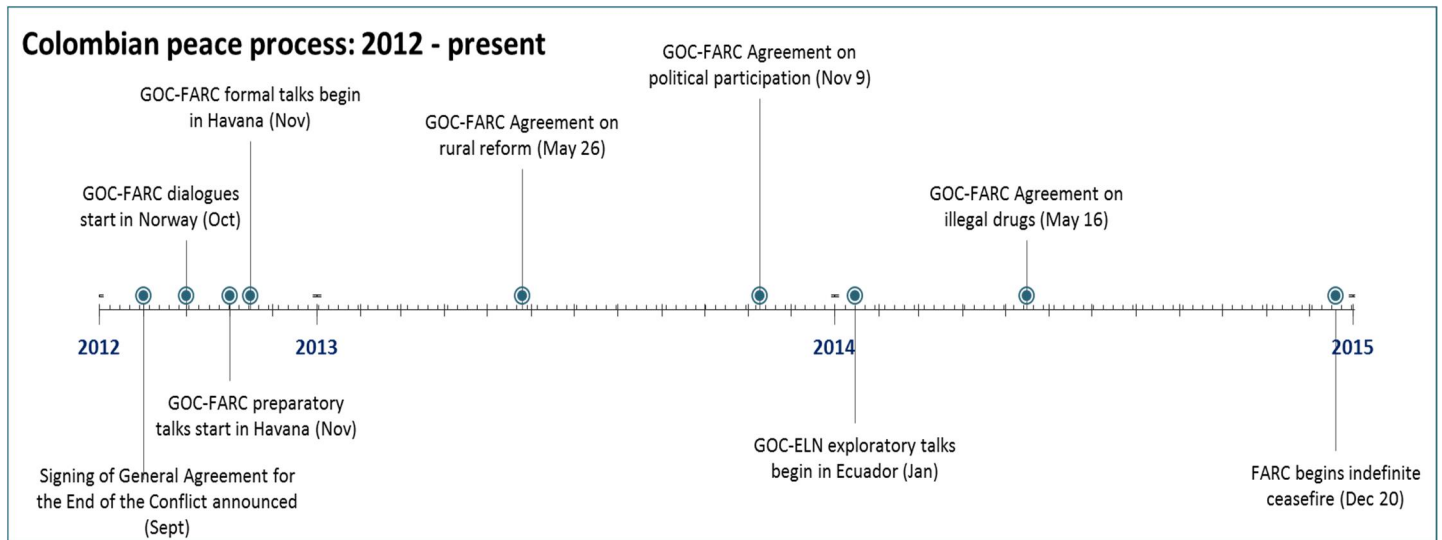 Colombian peace process: 2012 - present
GOC-FARC Agreement on
political participation (Nov 9)
GOC-FARC formal talks begin
in Havana (Nov)
GOC-FARC Agreement on
rural reform (May 26)
GOC-FARC dialogues
start in Norway (Oct)
GOC-FARC Agreement on
illegal drugs (May 16)
2012
2013
2014
2015
GOC-FARC preparatory
talks start in Havana (Nov)
GOC-ELN exploratory talks
begin in Ecuador (Jan)
Signing of General Agreement for
the End of the Conflict announced
(Sept)
FARC begins indefinite
ceasefire (Dec 20)